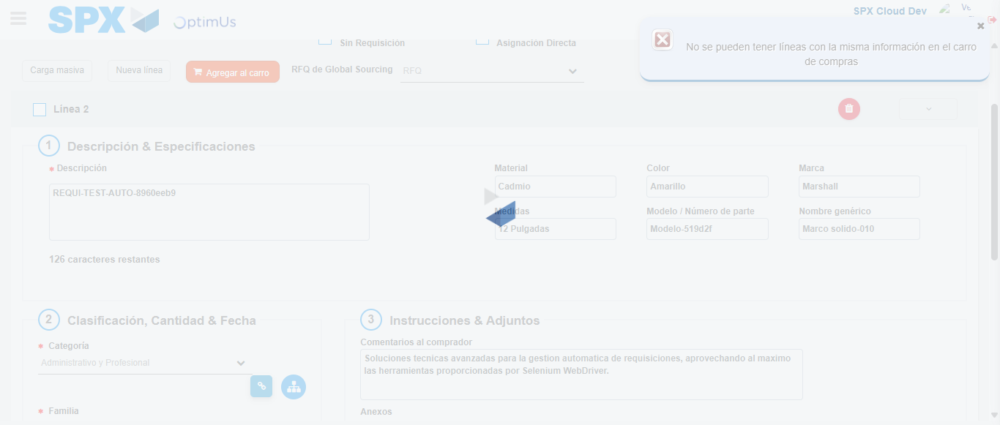 SPX
OptimUs
SPX Cloud Dev
Ve
No se pueden tener líneas con la misma información en el carro
de compras
Sin Requisición
Asignación Directa
Carga masiva
Nueva línea
Agregar al carro
RFQ de Global Sourcing
RFQ
Línea 2
1 Descripción & Especificaciones
* Descripción
REQUI-TEST-AUTO-8960eeb9
126 caracteres restantes
Material
Color
Marca
Cadmio
Amarillo
Marshall
Medidas
Modelo / Número de parte
Nombre genérico
12 Pulgadas
Modelo-519d2f
Marco solido-010
2 Clasificación, Cantidad & Fecha
* Categoría
Administrativo y Profesional
* Familia
3 Instrucciones & Adjuntos
Comentarios al comprador
Soluciones tecnicas avanzadas para la gestion automatica de requisiciones, aprovechando al maximo
las herramientas proporcionadas por Selenium WebDriver.
Anexos